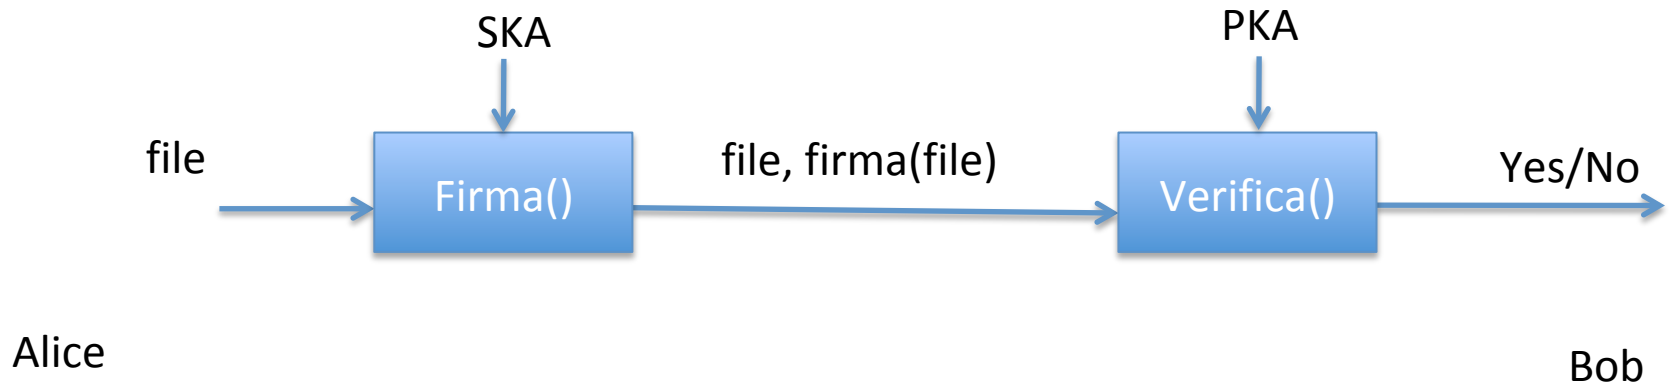 SKA
PKA
file
Firma()
file, firma(file)
Verifica()
Yes/No
Alice
Bob